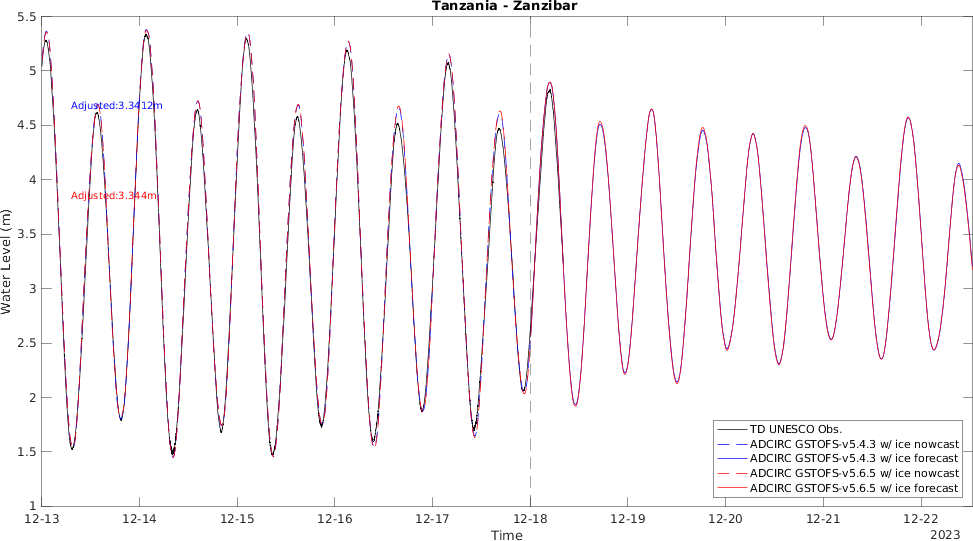 Tanzania - Zanzibar
5.5
5
4.5
4
3.5
3
2.5
2
1.5
1
Water Level (m)
Adjusted:3.3412m
Adjusted:3.344m
TD UNESCO Obs.
ADCIRC GSTOFS-v5.4.3 w/ ice nowcast
ADCIRC GSTOFS-v5.4.3 w/ ice forecast
ADCIRC GSTOFS-v5.6.5 w/ ice nowcast
ADCIRC GSTOFS-v5.6.5 w/ ice forecast
12-13 12-14 12-15 12-16 12-17 12-18 12-19 12-20 12-21 12-22
Time
2023